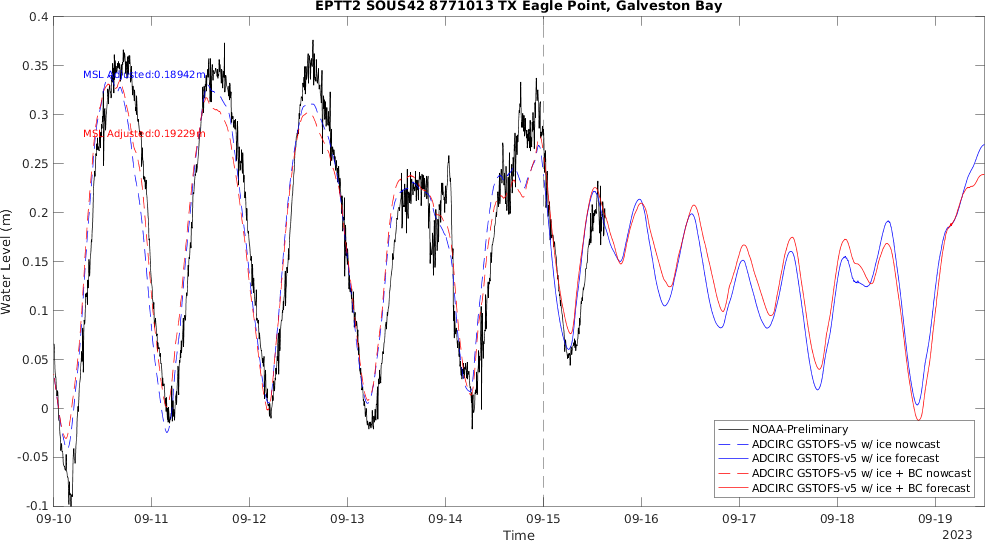 EPTT2 SOUS42 8771013 TX Eagle Point, Galveston Bay
0.4
0.35
0.3
0.25
0.2
0.15
0.1
0.05
0
-0.05
-0.1
Water Level (m)
MSL Adjusted:0.18942m
MSL Adjusted:0.19229m
NOAA-Preliminary
ADCIRC GSTOFS-v5 w/ ice nowcast
ADCIRC GSTOFS-v5 w/ ice forecast
ADCIRC GSTOFS-v5 w/ ice + BC nowcast
ADCIRC GSTOFS-v5 w/ ice + BC forecast
09-10 09-11 09-12 09-13 09-14 09-15 09-16 09-17 09-18 09-19
Time
2023